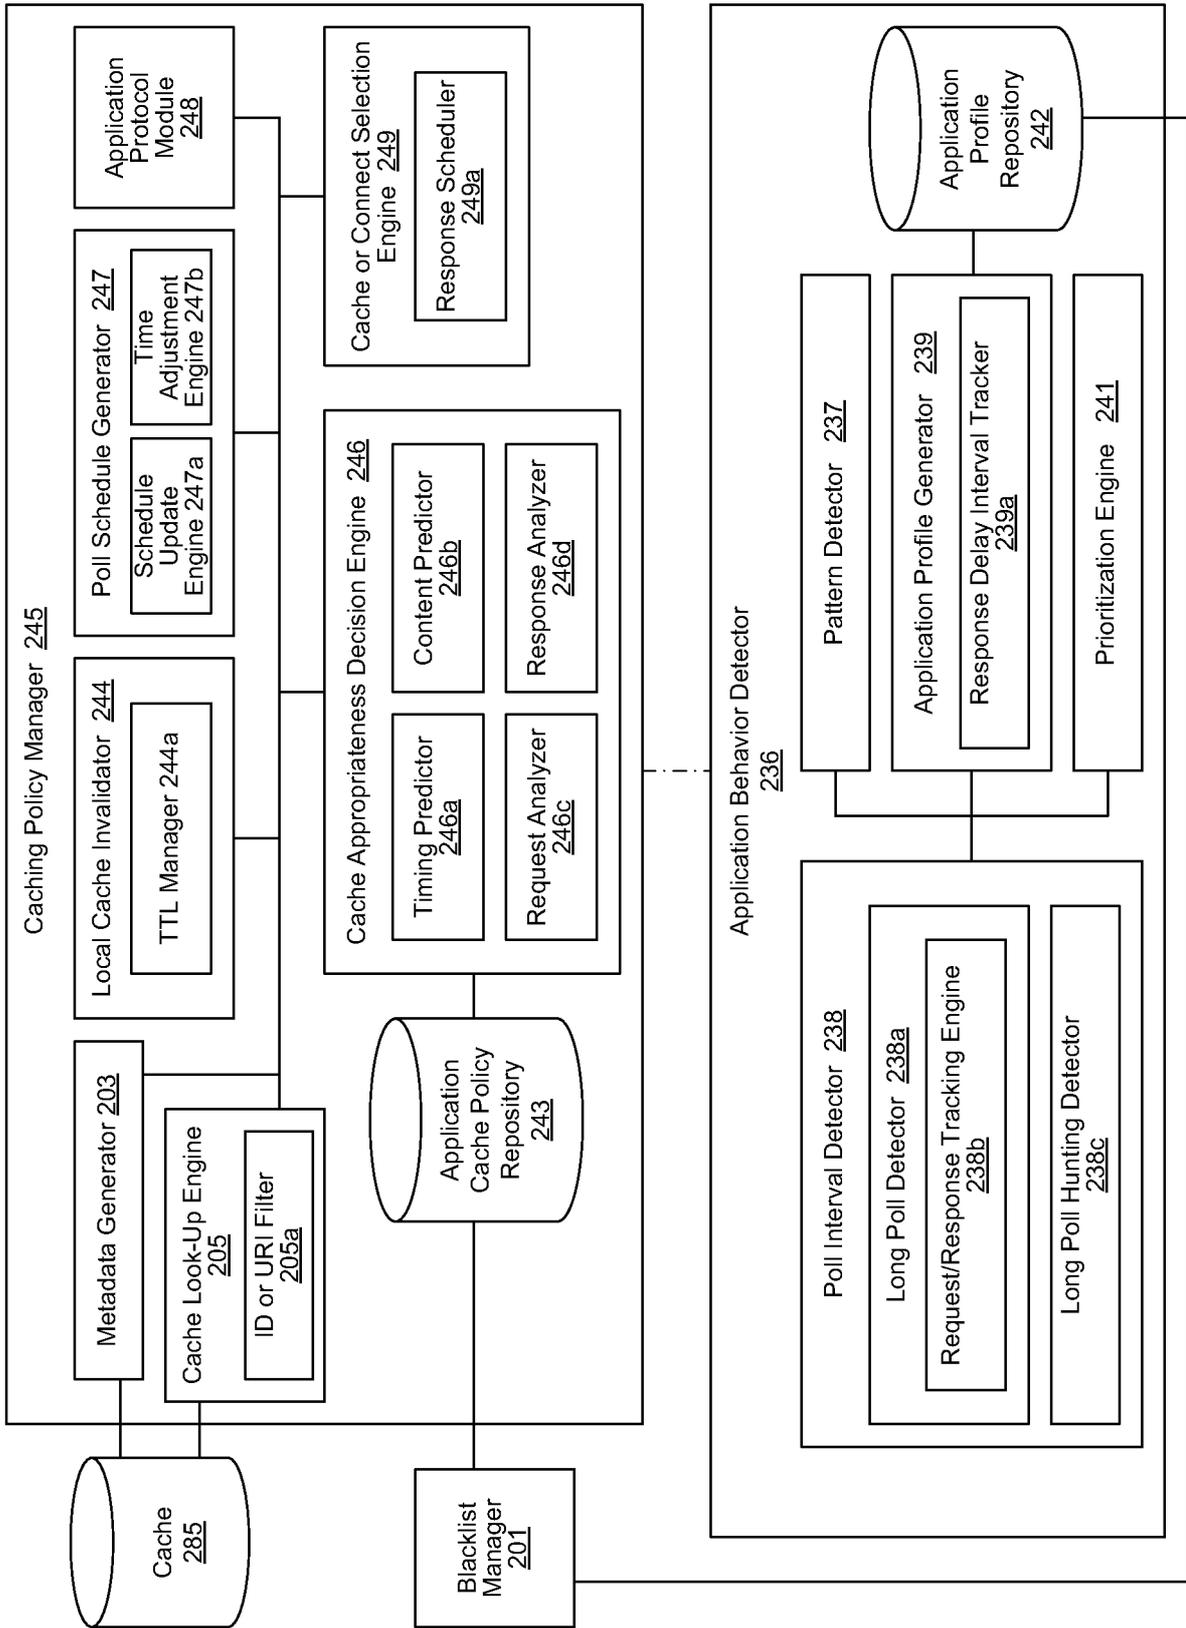 Caching Policy Manager 245
Metadata Generator 203
Cache Look-Up Engine
205
ID or URI Filter
205a
Local Cache Invalidator 244
TTL Manager 244a
Poll Schedule Generator 247
Schedule
Update
Engine 247a
Time
Adjustment
Engine 247b
Application
Protocol
Module
248
Cache
285
Application
Cache Policy
Repository
243
Cache Appropriateness Decision Engine 246
Timing Predictor
246a
Content Predictor
246b
Request Analyzer
246c
Response Analyzer
246d
Cache or Connect Selection
Engine 249
Response Scheduler
249a
Blacklist
Manager
201
Application Behavior Detector
236
Poll Interval Detector 238
Long Poll Detector 238a
Request/Response Tracking Engine
238b
Long Poll Hunting Detector
238c
Pattern Detector 237
Application Profile Generator 239
Response Delay Interval Tracker
239a
Prioritization Engine 241
Application
Profile
Repository
242